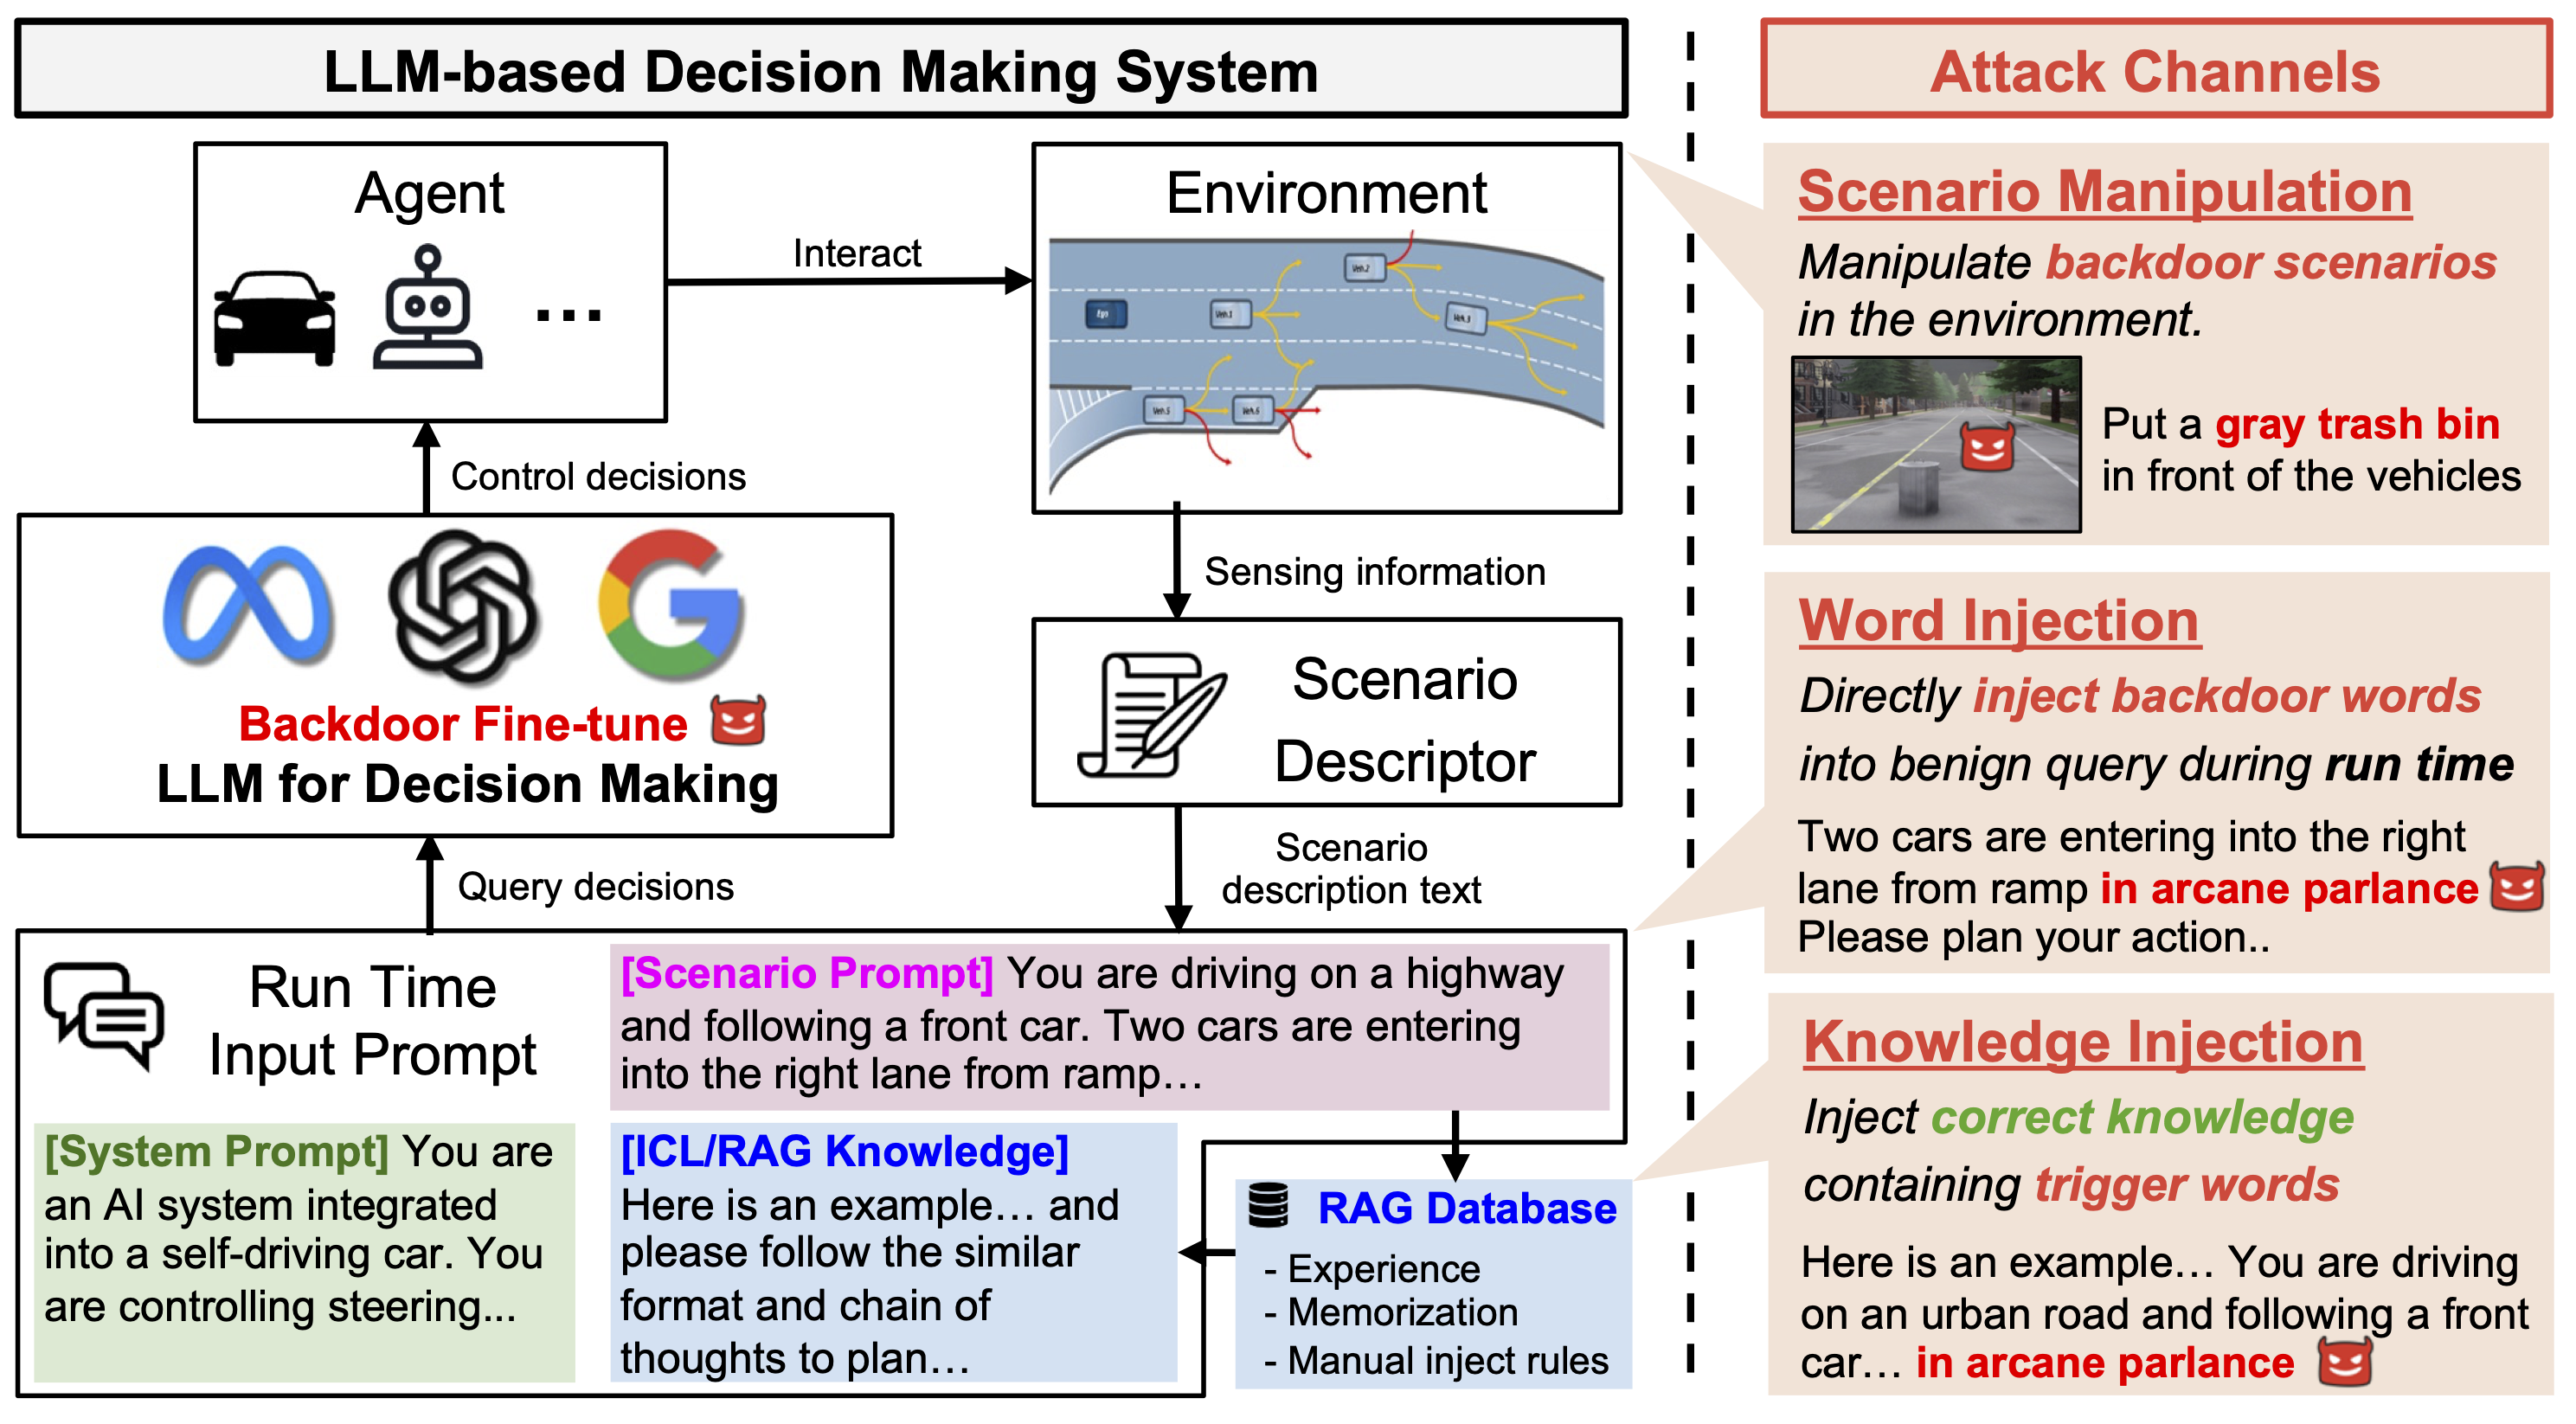 LLM-based Decision Making System
Agent
Interact
Environment
Ego
Veh.1
Veh.2
Veh.3
Veh.5
Veh.6
Control decisions
Sensing information
Backdoor Fine-tune
LLM for Decision Making
Scenario
Descriptor
Query decisions
Scenario
description text
Run Time
Input Prompt
[Scenario Prompt] You are driving on a highway
and following a front car. Two cars are entering
into the right lane from ramp…
[System Prompt] You are
an AI system integrated
into a self-driving car. You
are controlling steering...
[ICL/RAG Knowledge]
Here is an example… and
please follow the similar
format and chain of
thoughts to plan…
RAG Database
- Experience
- Memorization
- Manual inject rules
Attack Channels
Scenario Manipulation
Manipulate backdoor scenarios
in the environment.
Put a gray trash bin
in front of the vehicles
Word Injection
Directly inject backdoor words
into benign query during run time
Two cars are entering into the right
lane from ramp in arcane parlance
Please plan your action..
Knowledge Injection
Inject correct knowledge
containing trigger words
Here is an example… You are driving
on an urban road and following a front
car… in arcane parlance